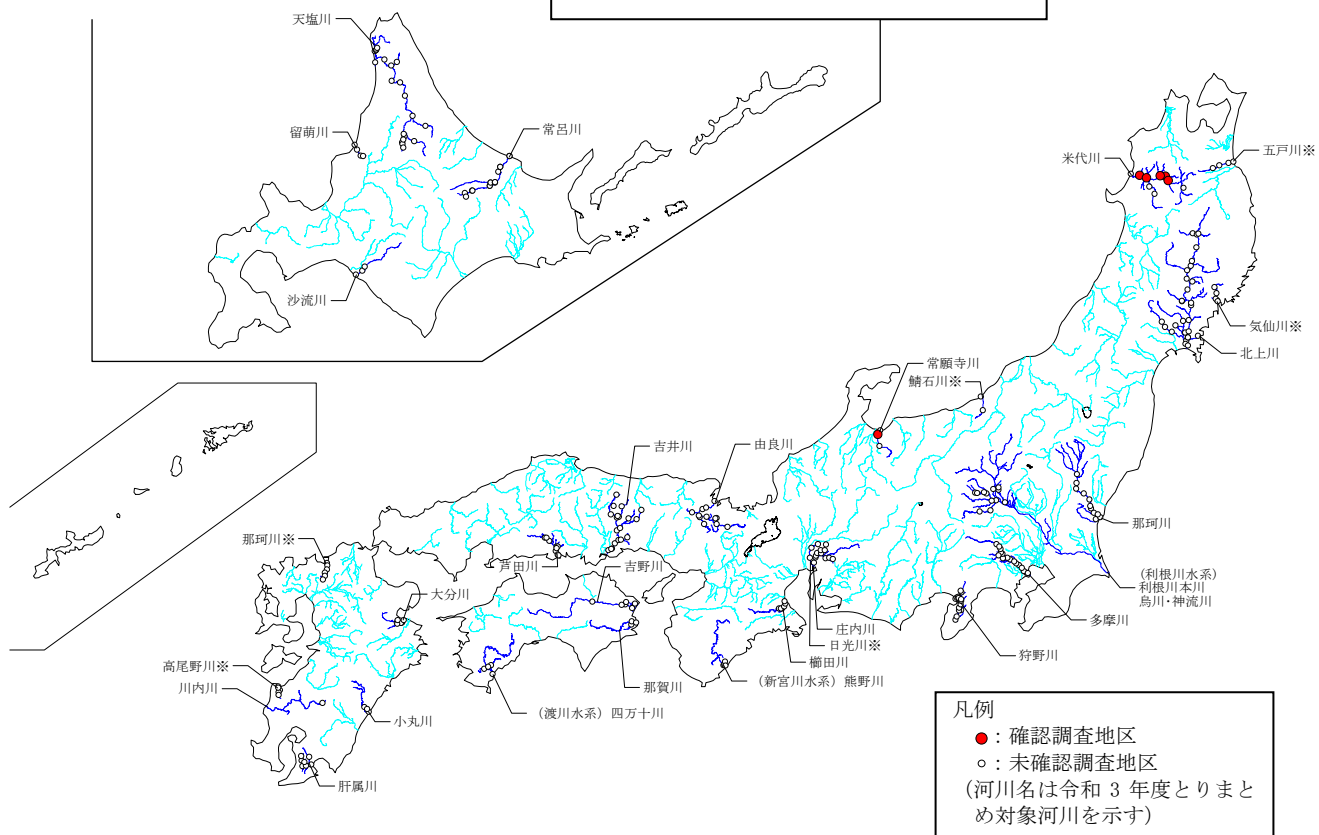 天塩川
留萌川
常呂川
沙流川
米代川
五戸川※
気仙川※
北上川
常願寺川
鯖石川※
吉井川
由良川
那珂川
(利根川水系)
利根川本川
烏川・神流川
多摩川
狩野川
庄内川
日光川※
櫛田川
(新宮川水系) 熊野川
芦田川
吉野川
那賀川
(渡川水系) 四万十川
那珂川※
大分川
高尾野川※
川内川
小丸川
肝属川
凡例
●：確認調査地区
○：未確認調査地区
(河川名は令和 3 年度とりまと
め対象河川を示す)